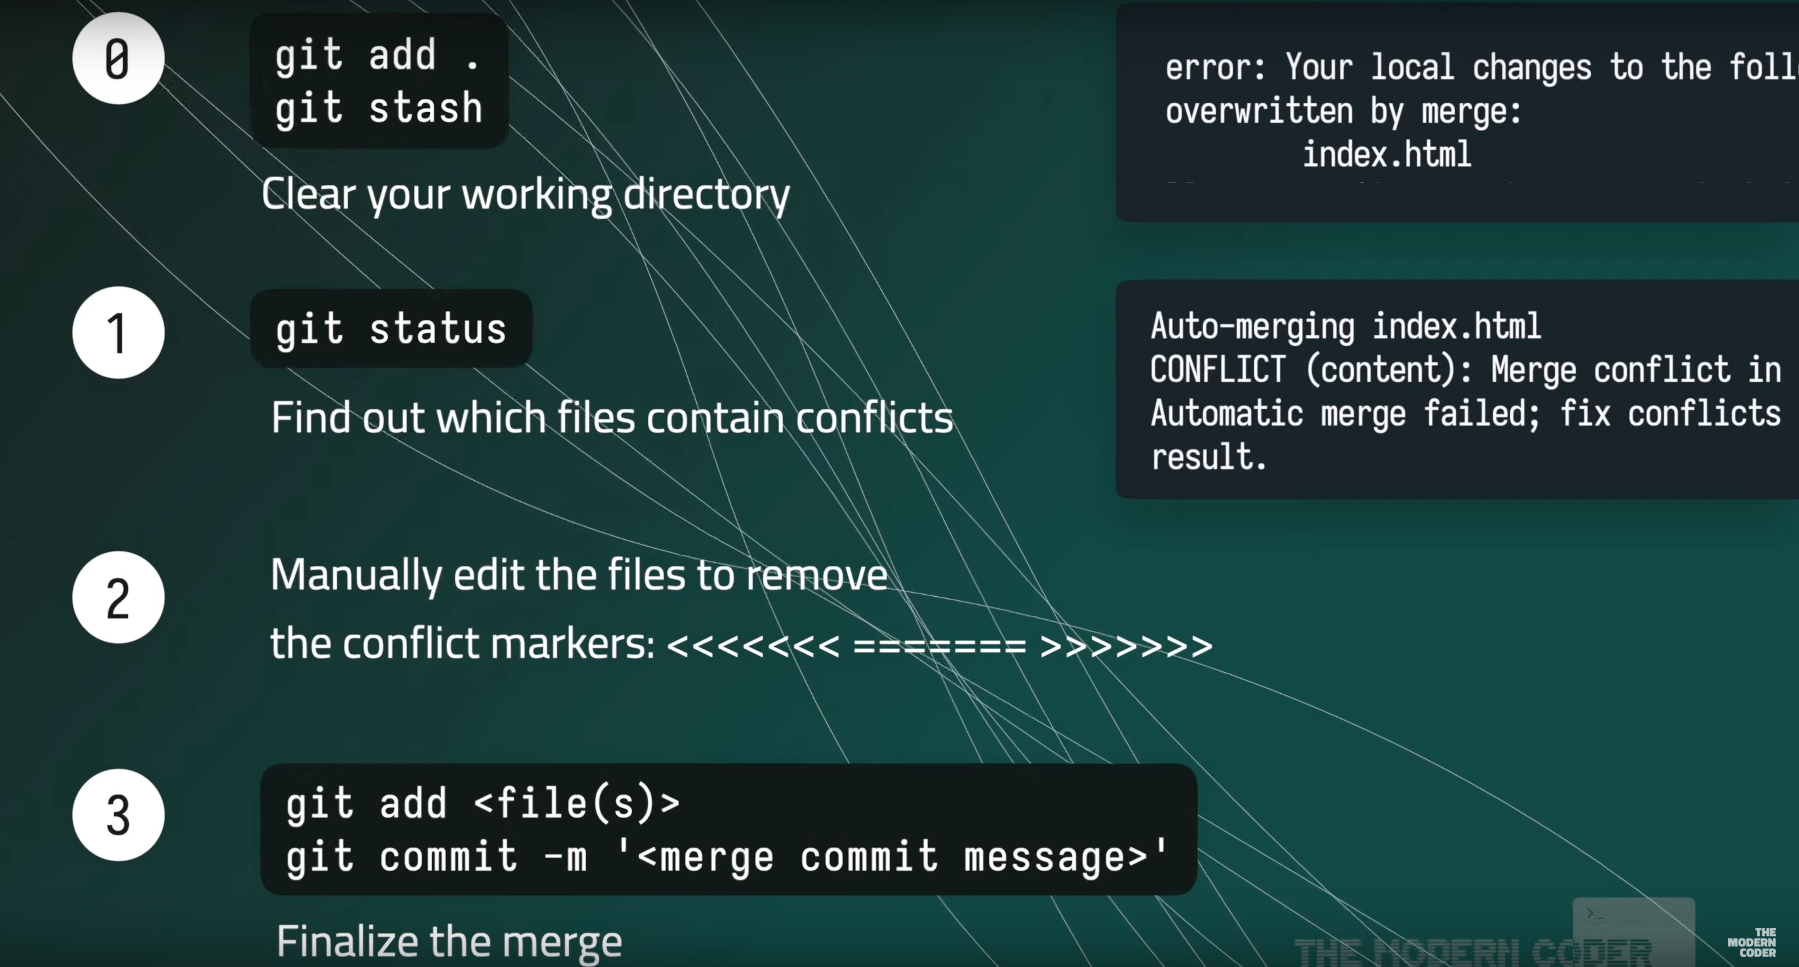 0
git add .
git stash
Clear your working directory
error: Your local changes to the
overwritten by merge:
index.html
1
git status
Find out which files contain conflicts
Auto-merging index.html
CONFLICT (content): Merge conflict in
Automatic merge failed; fix conflicts
result.
2
Manually edit the files to remove
the conflict markers: <<<<<<< ======= >>>>>>>
3
git add <file(s)>
git commit -m '<merge commit message>'
Finalize the merge
THE MODERN CODER
THE
MODERN
CODER